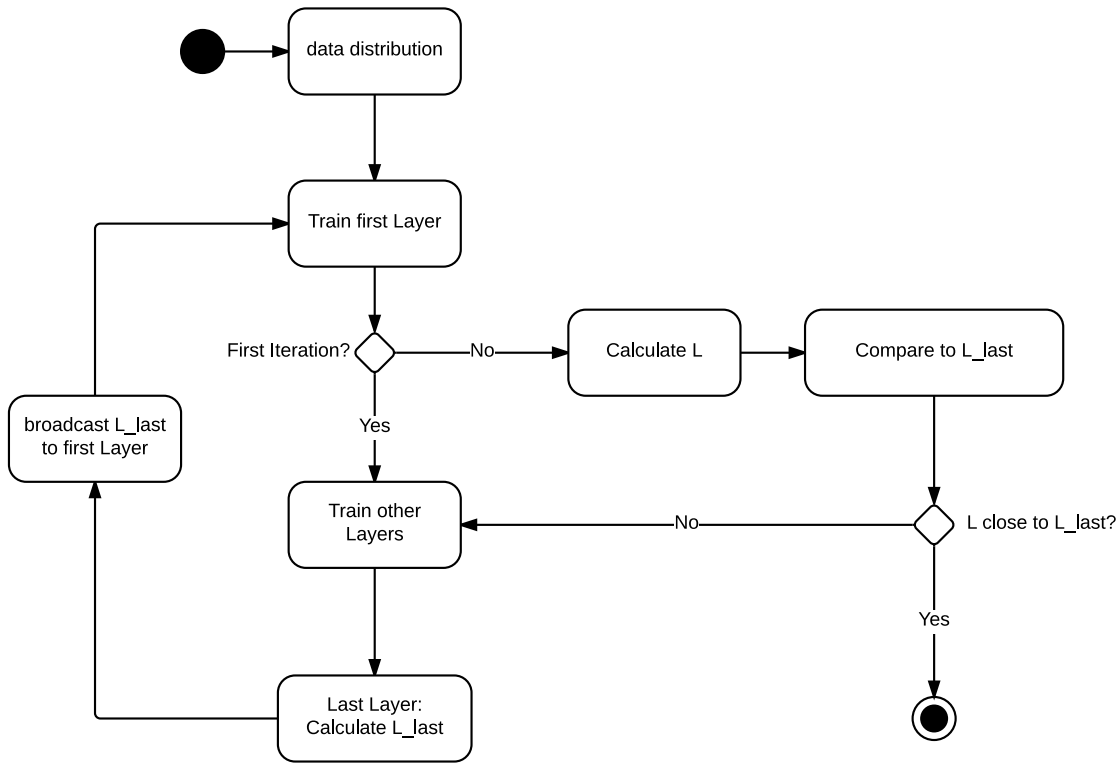 data distribution
Train first Layer
First Iteration?
No
Calculate L
Compare to L_last
broadcast L_last
to first Layer
Yes
Train other
Layers
No
L close to L_last?
Yes
Last Layer:
Calculate L_last